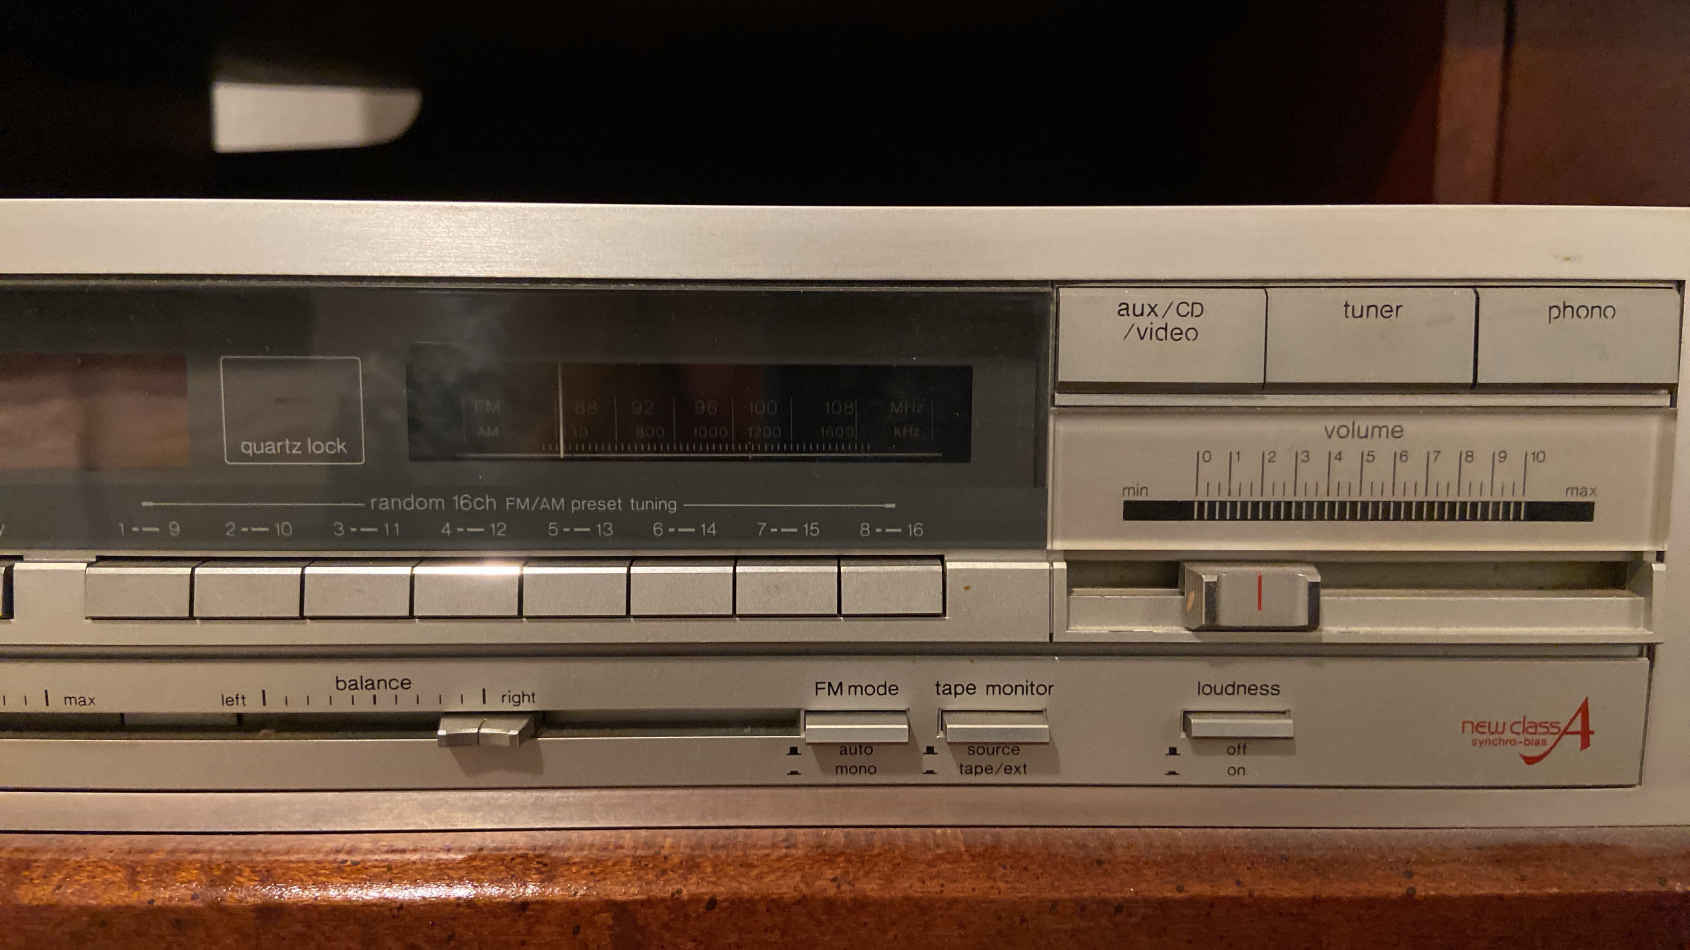 aux/CD
/video
tuner
phono
quartz lock
FM 88 92 96 100 108 MHz
AM 800 1000 1200 1600 kHz
volume
0 1 2 3 4 5 6 7 8 9 10
min max
random 16ch FM/AM preset tuning
1---9 2---10 3---11 4---12 5---13 6---14 7---15 8---16
max
balance
left right
FM mode
auto
mono
tape monitor
source
tape/ext
loudness
off
on
new class A
synchro-bias